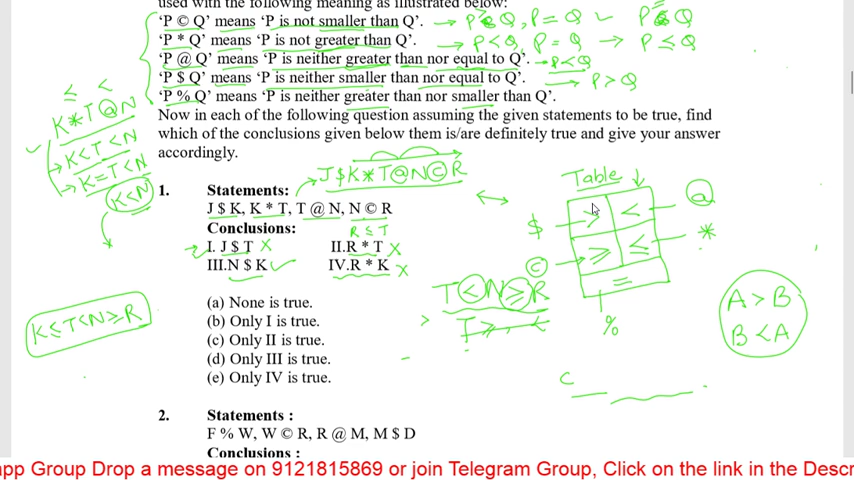 used with the following meaning as illustrated below:
'P © Q' means 'P is not smaller than Q'. → P Q, P = Q P Q
'P * Q' means 'P is not greater than Q'. → P < Q, P = Q → P ≤ Q
'P @ Q' means 'P is neither greater than nor equal to Q'. → P < Q
'P $ Q' means 'P is neither smaller than nor equal to Q'. → P > Q
'P % Q' means 'P is neither greater than nor smaller than Q'.
≤ <
K * T @ N
→ K < T < N
→ K = T < N
K < N
Now in each of the following question assuming the given statements to be true, find
which of the conclusions given below them is/are definitely true and give your answer
accordingly.
J $ K * T @ N © R
1. Statements:
J $ K, K * T, T @ N, N © R
Conclusions: R ≤ T
I. J $ T X II.R * T X
III.N $ K ✓ IV.R * K X
Table ↓
> < @
$ ≥ ≤ *
© =
%
T < N ≥ R
K ≤ T < N ≥ R
A > B
B < A
(a) None is true.
(b) Only I is true.
(c) Only II is true.
(d) Only III is true.
(e) Only IV is true.
2. Statements :
F % W, W © R, R @ M, M $ D
Conclusions :
app Group Drop a message on 9121815869 or join Telegram Group, Click on the link in the Descr